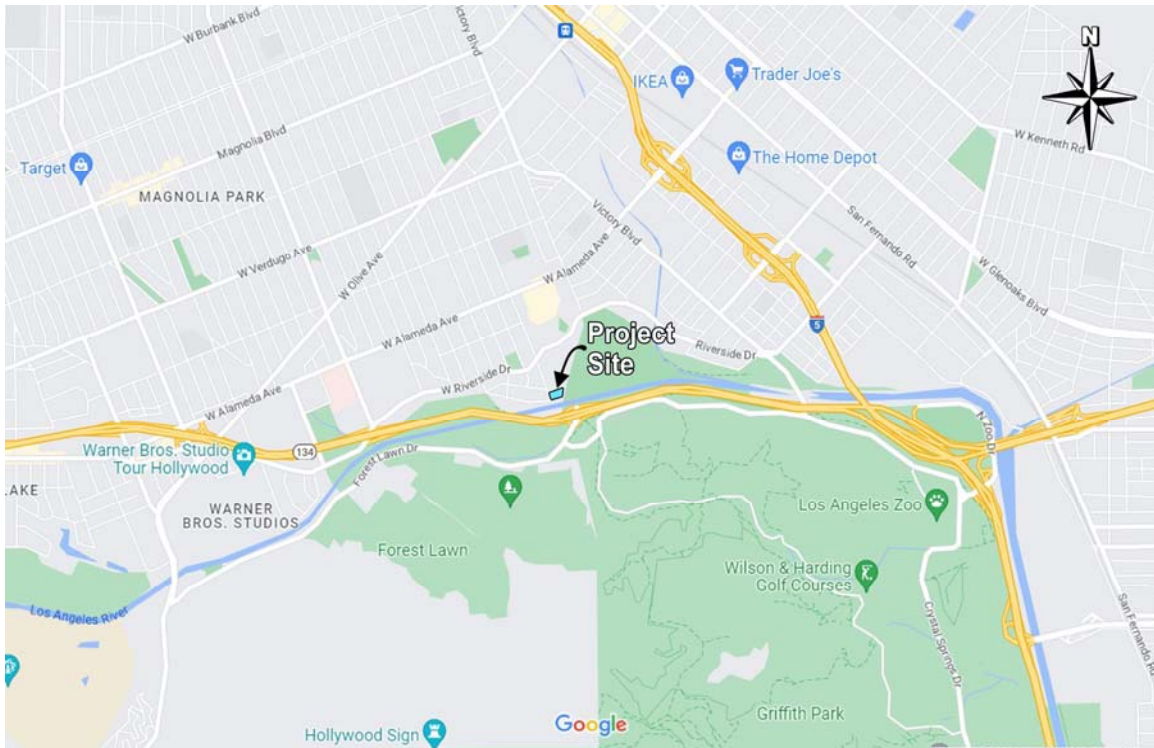 W Burbank Blvd
Victory Blvd
N
IKEA
Trader Joe's
Magnolia Blvd
W Kenneth Rd
Target
The Home Depot
MAGNOLIA PARK
Victory Blvd
San Fernando Rd
W Verdugo Ave
W Olive Ave
W Alameda Ave
W Glenoaks Blvd
W Alameda Ave
5
Project
Site
Riverside Dr
W Riverside Dr
W Alameda Ave
N Zoo Dr
134
Warner Bros. Studio
Tour Hollywood
Forest Lawn Dr
LAKE
WARNER
BROS. STUDIOS
Los Angeles Zoo
Forest Lawn
Wilson & Harding
Golf Courses
Los Angeles River
Crystal Springs Dr
San Fernando Rd
Griffith Park
Google
Hollywood Sign